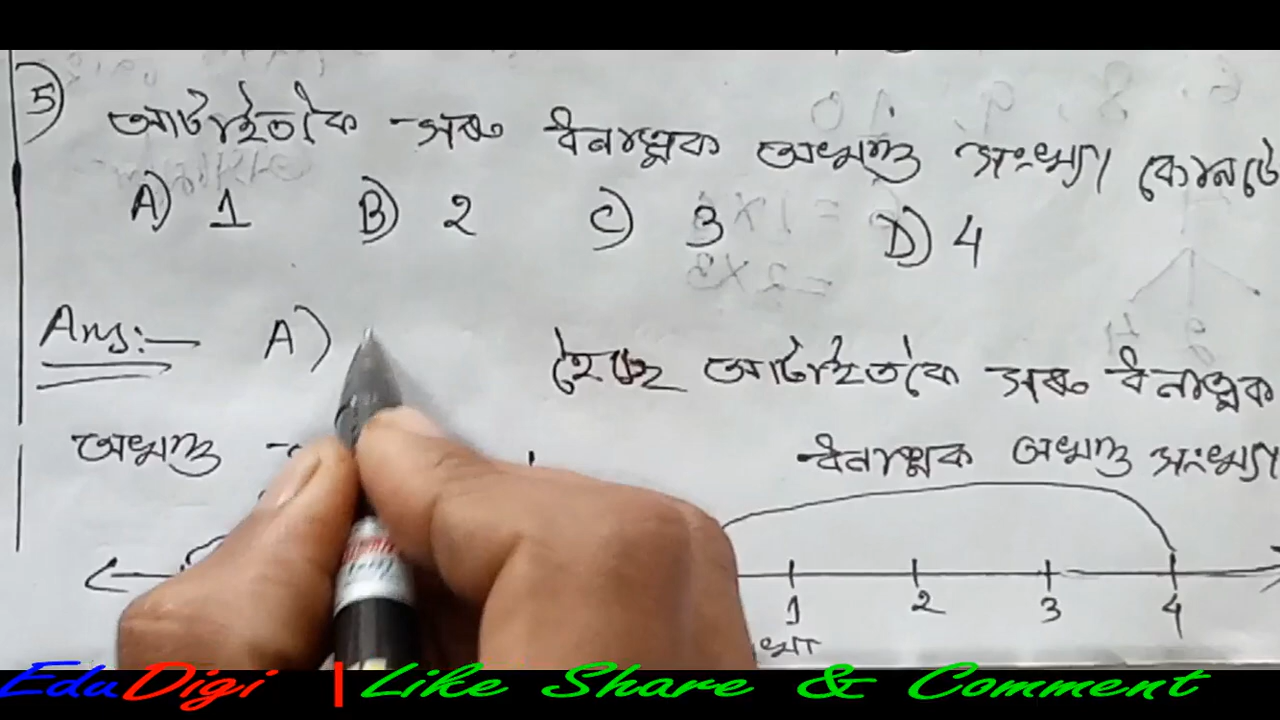 5) আটাইতকৈ সৰু ধনাত্মক অখণ্ড সংখ্যা কোনটো
A) 1 B) 2 C) 3 D) 4
Ans:- A) হৈছে আটাইতকৈ সৰু ধনাত্মক
অখণ্ড ধনাত্মক অখণ্ড সংখ্যা
1 2 3 4
EduDigi | Like Share & Comment